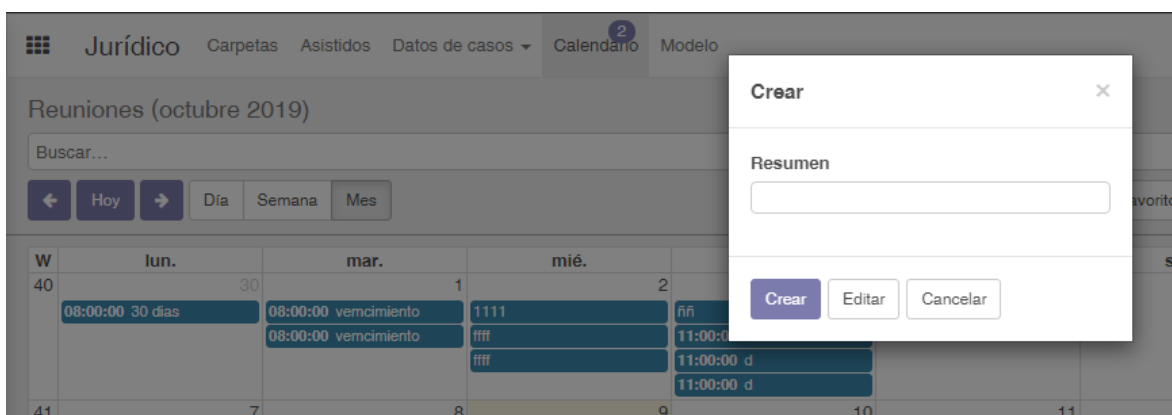 Jurídico Carpetas Asistidos Datos de casos Calendario 2 Modelo
Reuniones (octubre 2019)
Buscar...
Hoy Día Semana Mes
Crear ×
Resumen
Crear Editar Cancelar
W lun. mar. mié. s
40 30 1 2
08:00:00 30 dias 08:00:00 vemcimiento 1111 ññ
08:00:00 vemcimiento ffff 11:00:0
ffff 11:00:00 d
11:00:00 d
41 7 8 9 10 11